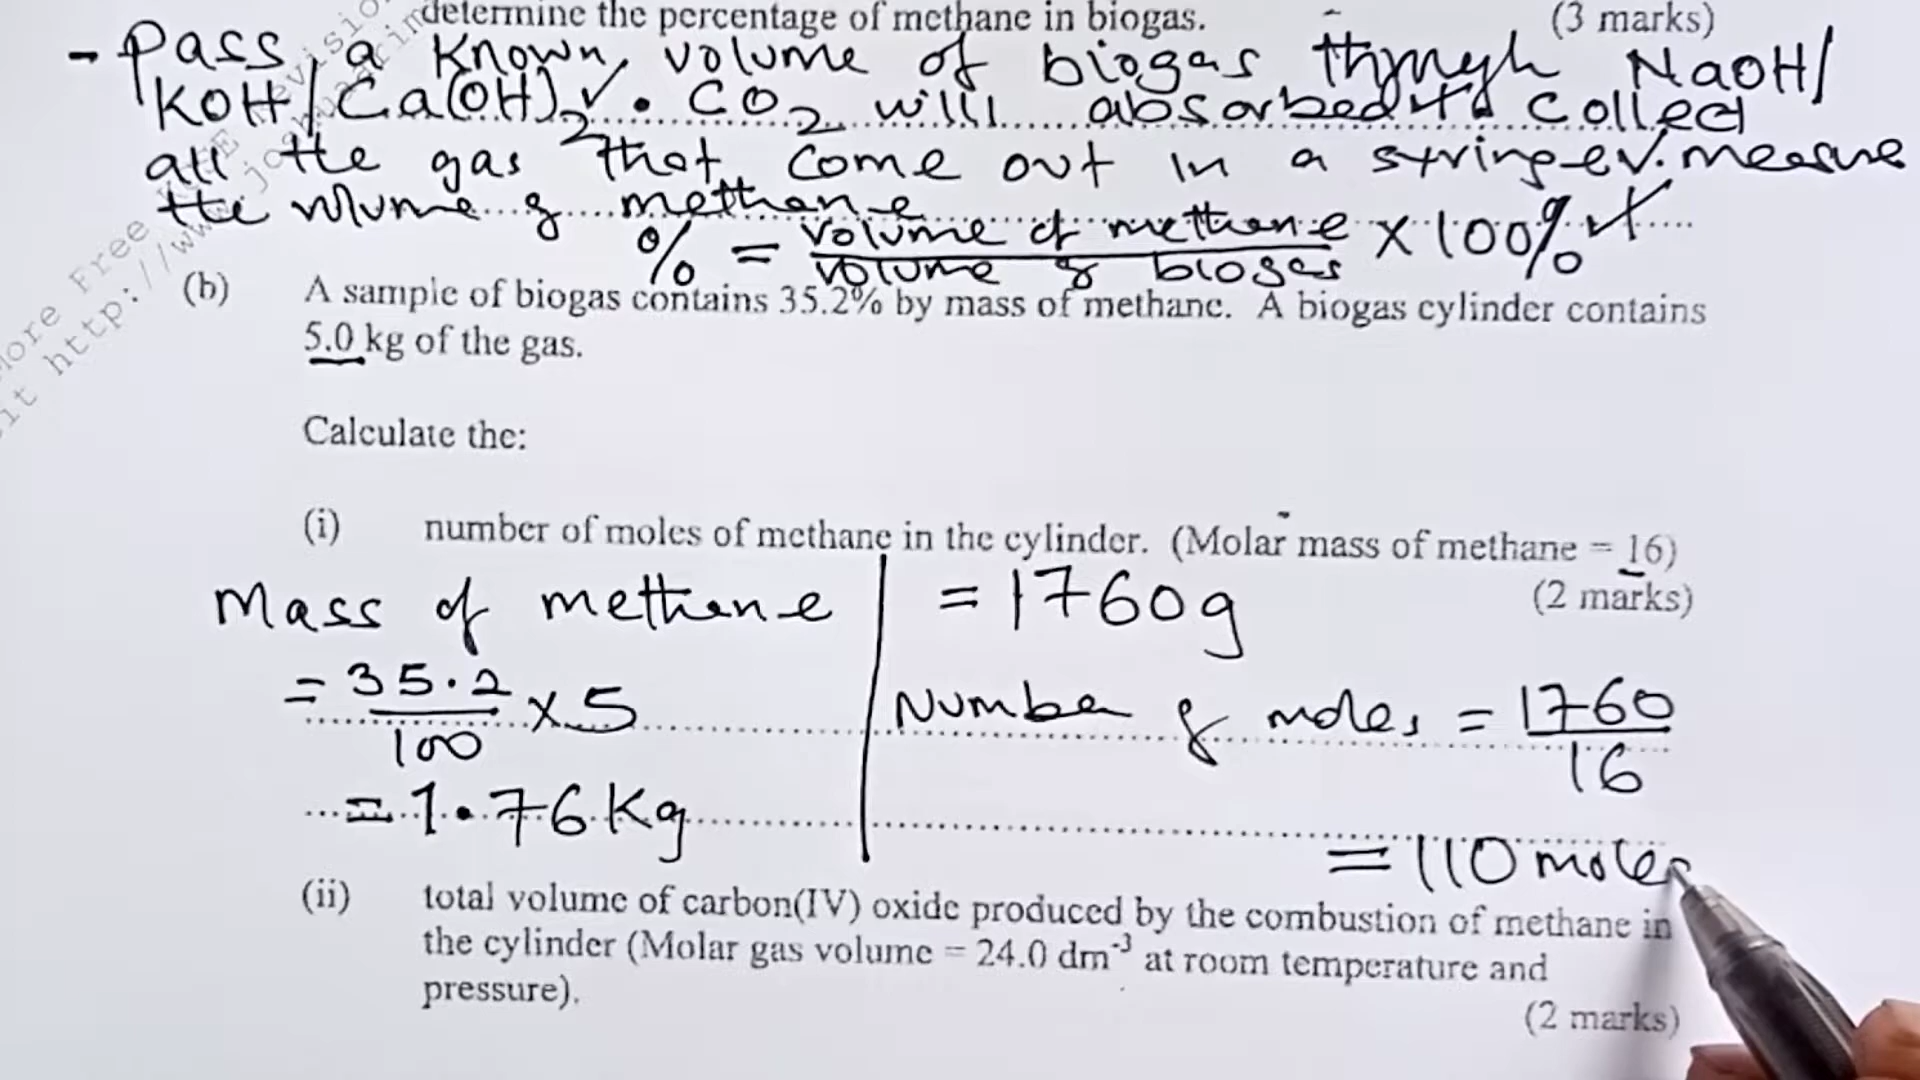 determine the percentage of methane in biogas. (3 marks)
- Pass a known volume of biogas through NaOH/
KOH/Ca(OH)₂✓. CO₂ will absorbed
✓. Collect
all the gas that come out in a syringe✓. measure
the volume of methane
% = volume of methane / volume of biogas × 100% ✓
(b) A sample of biogas contains 35.2% by mass of methane. A biogas cylinder contains
5.0 kg of the gas.
Calculate the:
(i) number of moles of methane in the cylinder. (Molar mass of methane = 16)
(2 marks)
Mass of methane
= 35.2/100 × 5
= 1.76 Kg
= 1760g
Number of moles = 1760/16
= 110 moles
(ii) total volume of carbon(IV) oxide produced by the combustion of methane in
the cylinder (Molar gas volume = 24.0 dm⁻³ at room temperature and
pressure).
(2 marks)